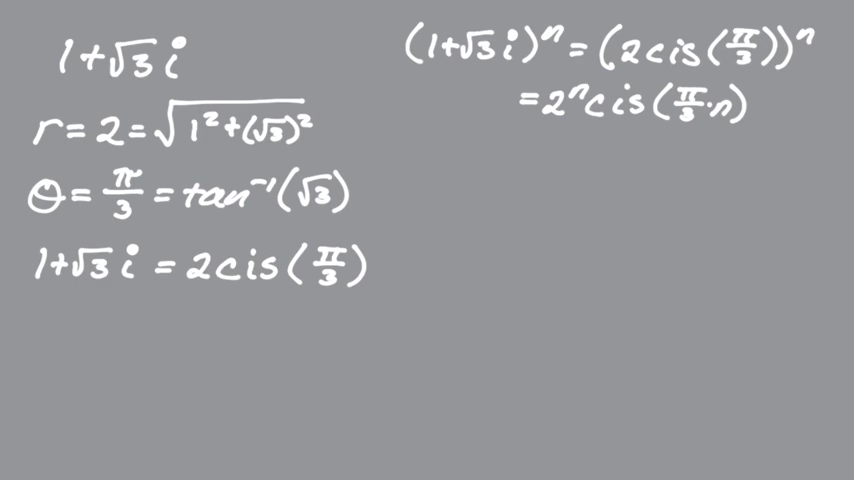 1+√3 i
r = 2 = √(1² + (√3)²)
θ = π/3 = tan⁻¹(√3)
1+√3 i = 2cis(π/3)
(1+√3 i)ⁿ = (2cis(π/3))ⁿ
= 2ⁿcis(π/3·n)